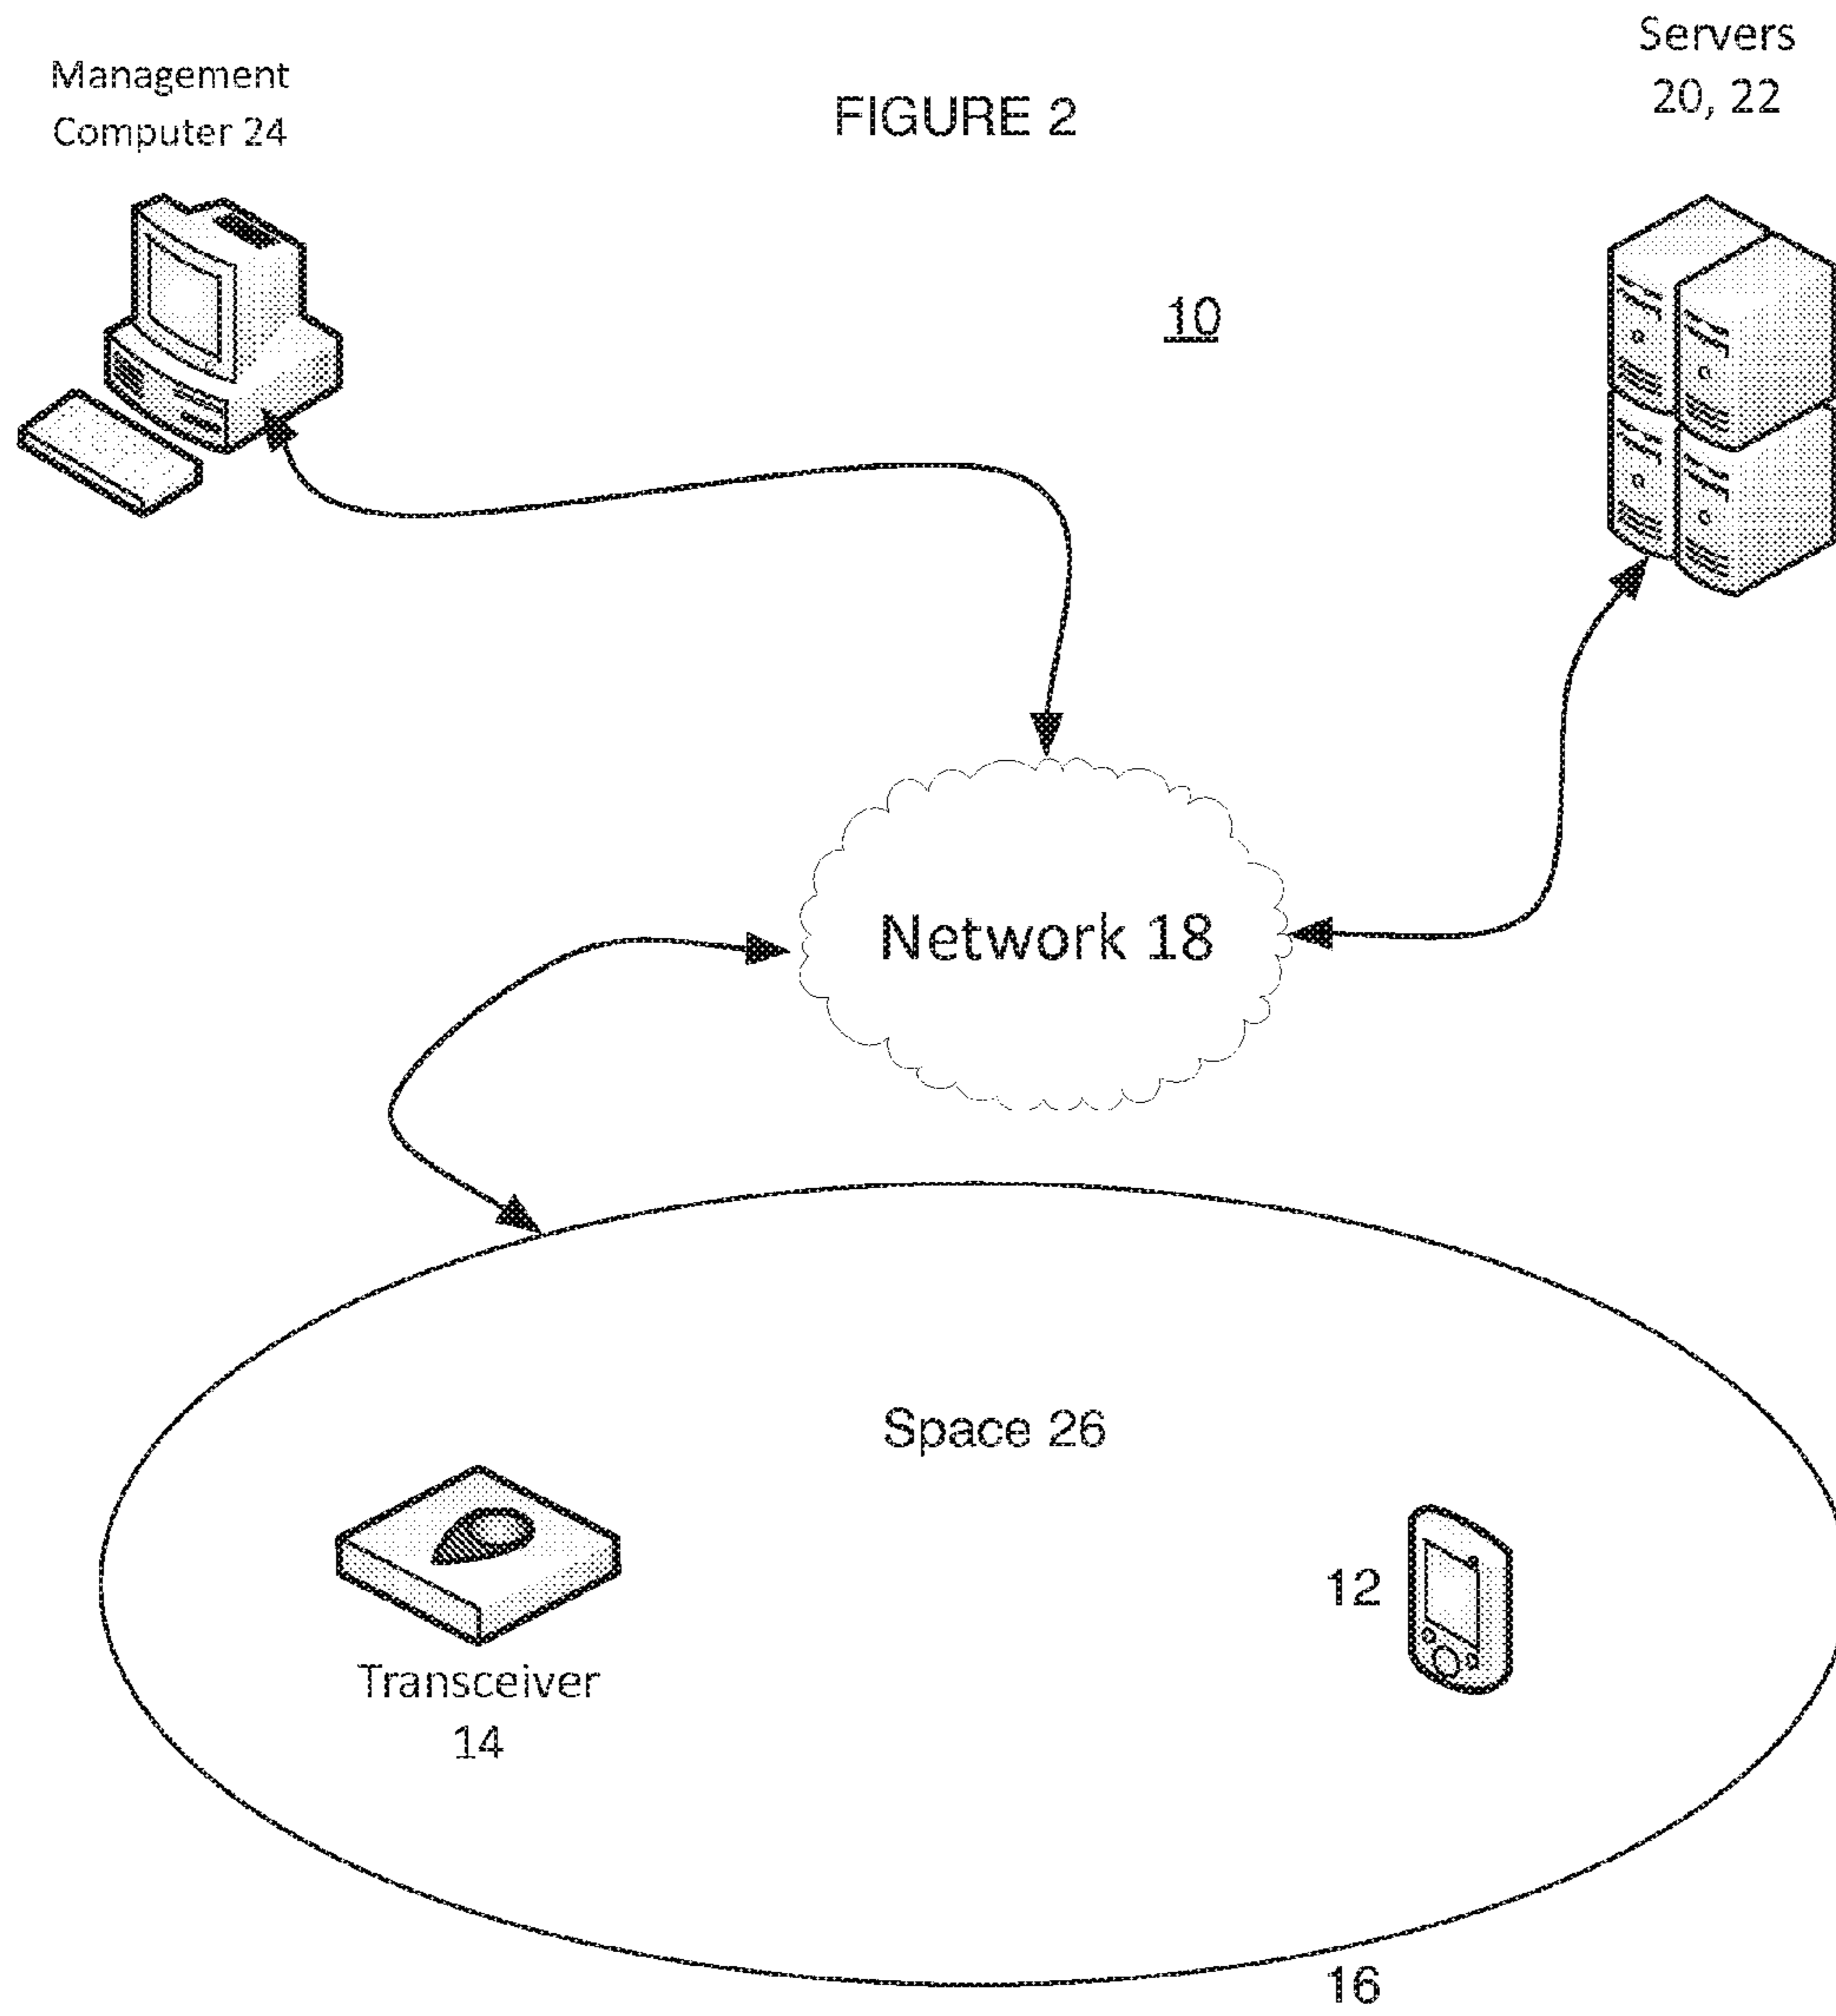 Servers
20, 22
Management
Computer 24
FIGURE 2
10
Network 18
Space 26
12
Transceiver
14
16